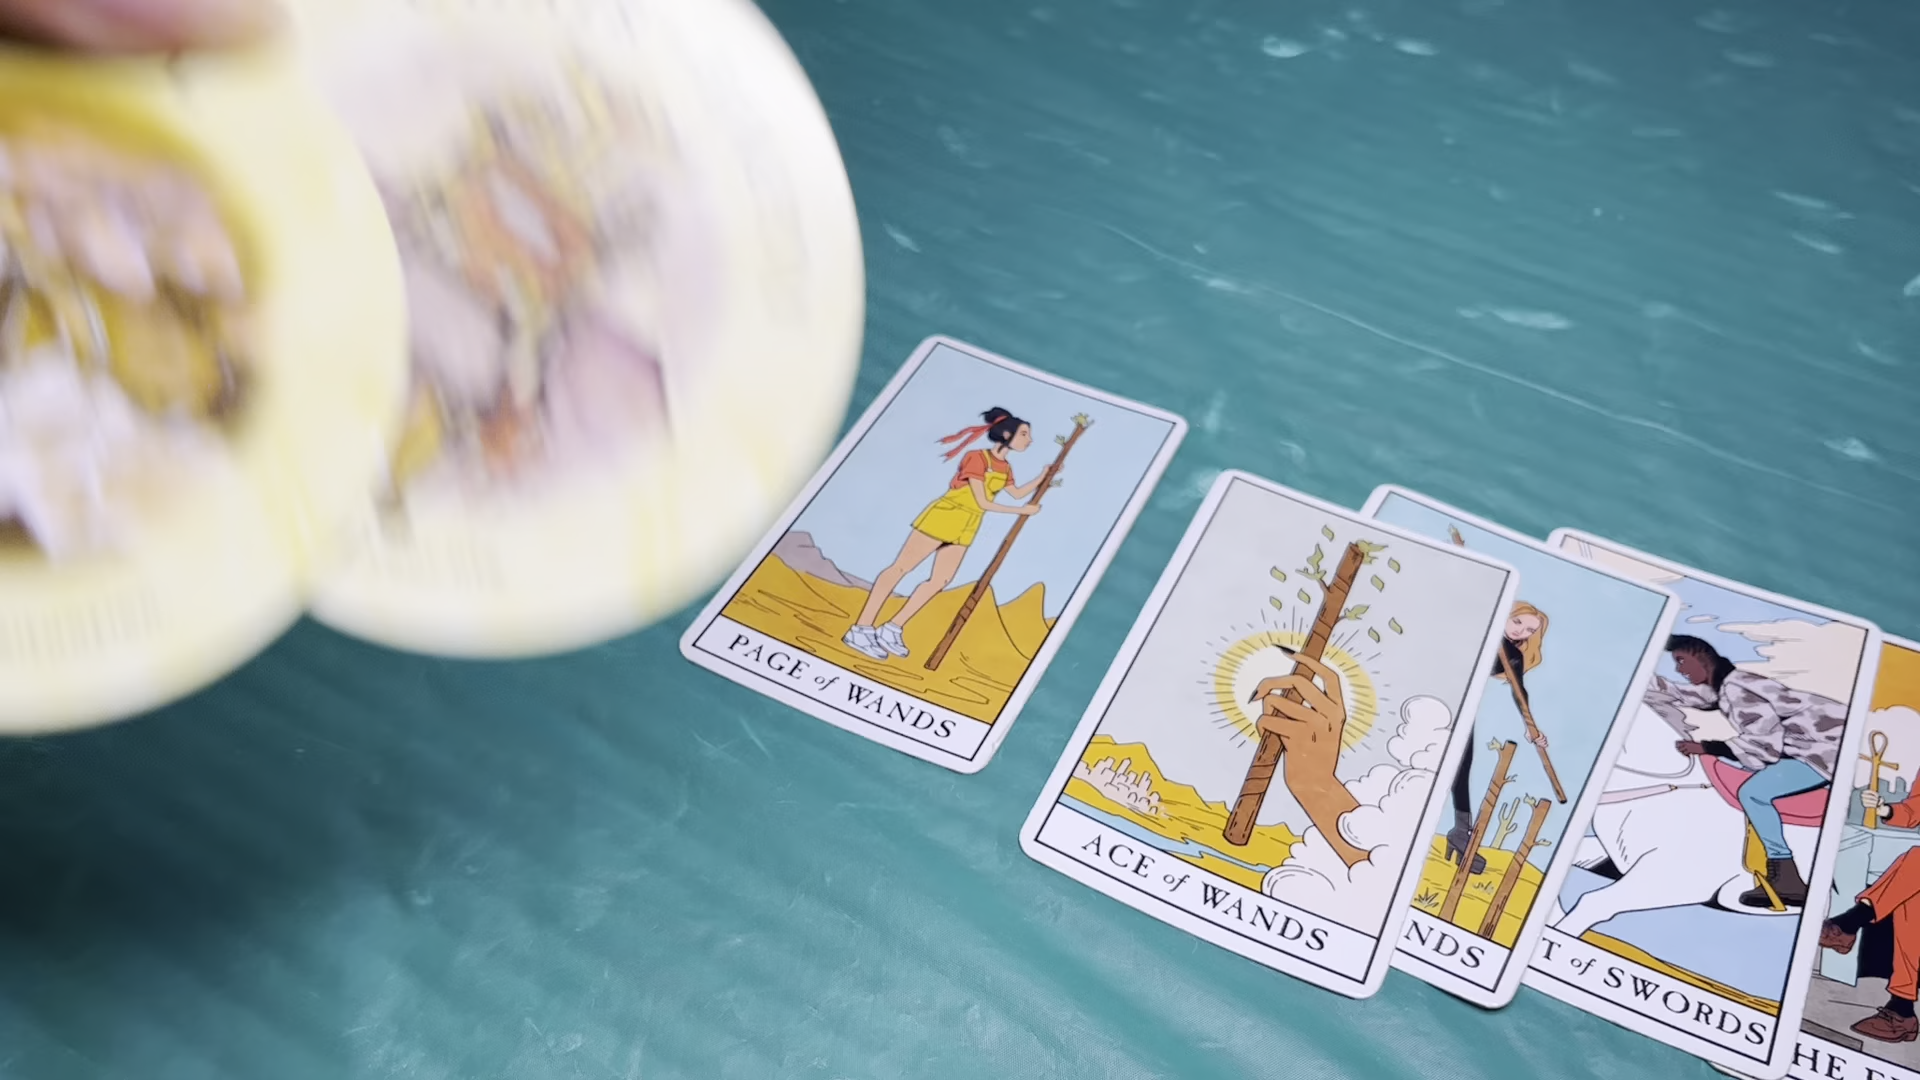 PAGE of WANDS
ACE of WANDS
NDS
T of SWORDS
HE